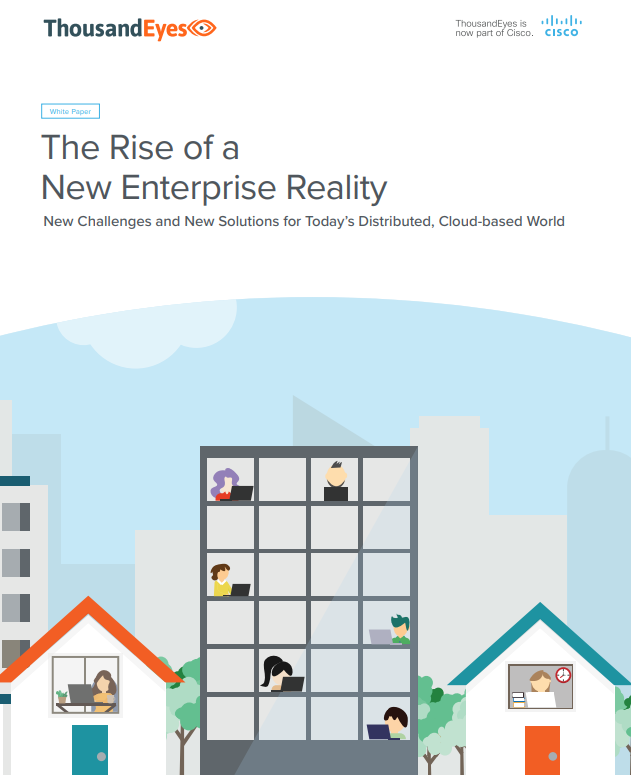 ThousandEyes
ThousandEyes is
now part of Cisco.
CISCO
White Paper
The Rise of a
New Enterprise Reality
New Challenges and New Solutions for Today's Distributed, Cloud-based World